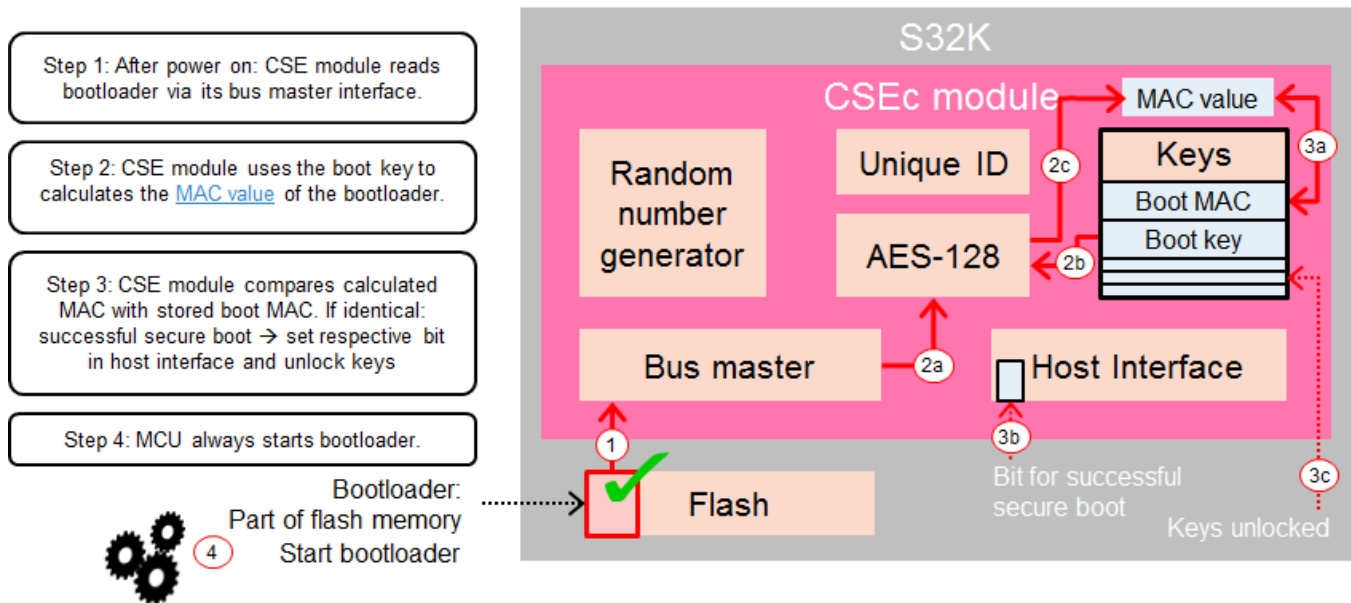 Step 1: After power on: CSE module reads
bootloader via its bus master interface.
Step 2: CSE module uses the boot key to
calculates the MAC value of the bootloader.
Step 3: CSE module compares calculated
MAC with stored boot MAC. If identical:
successful secure boot → set respective bit
in host interface and unlock keys
Step 4: MCU always starts bootloader.
Bootloader:
Part of flash memory
4 Start bootloader
S32K
CSEc module
MAC value
Random
number
generator
Unique ID
2c
3a
Keys
Boot MAC
Boot key
AES-128
2b
Bus master
2a
Host Interface
1
3b
3c
Flash
Bit for successful
secure boot
Keys unlocked